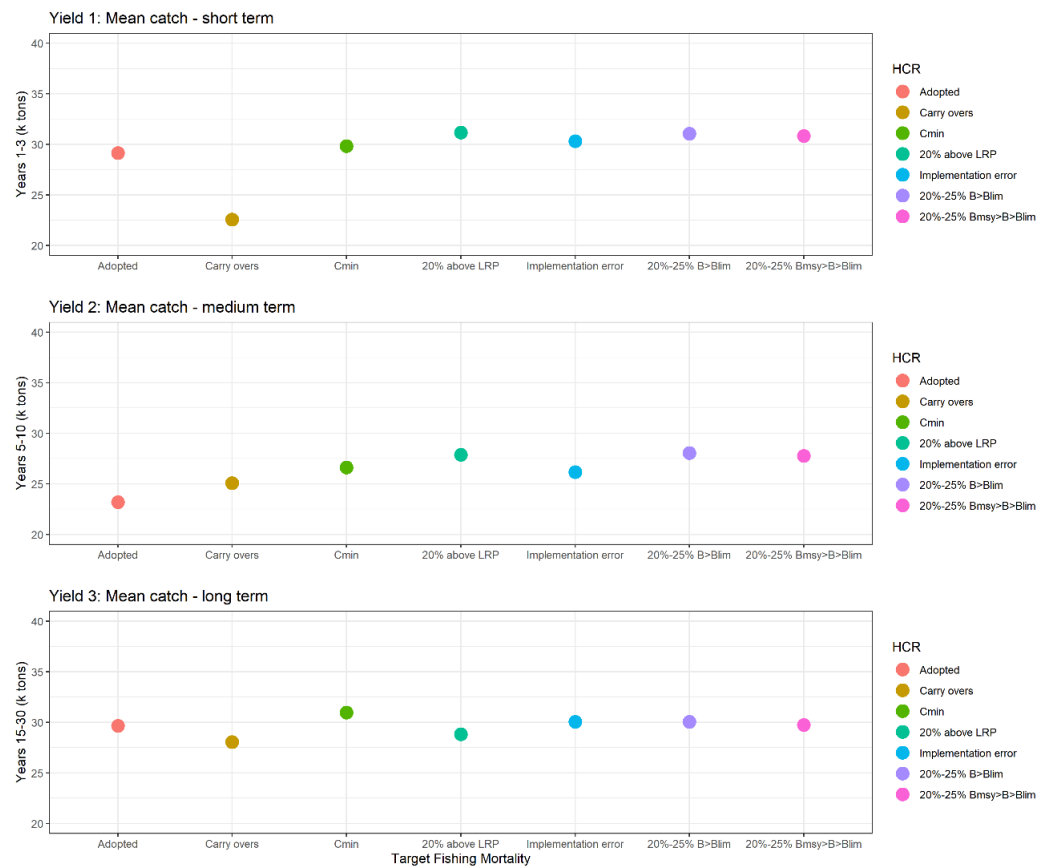 Yield 1: Mean catch - short term
Years 1-3 (k tons)
40
35
30
25
20
Adopted
Carry overs
Cmin
20% above LRP
Implementation error
20%-25% B>Blim
20%-25% Bmsy>B>Blim
HCR
Adopted
Carry overs
Cmin
20% above LRP
Implementation error
20%-25% B>Blim
20%-25% Bmsy>B>Blim
Yield 2: Mean catch - medium term
Years 5-10 (k tons)
40
35
30
25
20
Adopted
Carry overs
Cmin
20% above LRP
Implementation error
20%-25% B>Blim
20%-25% Bmsy>B>Blim
HCR
Adopted
Carry overs
Cmin
20% above LRP
Implementation error
20%-25% B>Blim
20%-25% Bmsy>B>Blim
Yield 3: Mean catch - long term
Years 15-30 (k tons)
40
35
30
25
20
Adopted
Carry overs
Cmin
20% above LRP
Implementation error
20%-25% B>Blim
20%-25% Bmsy>B>Blim
Target Fishing Mortality
HCR
Adopted
Carry overs
Cmin
20% above LRP
Implementation error
20%-25% B>Blim
20%-25% Bmsy>B>Blim